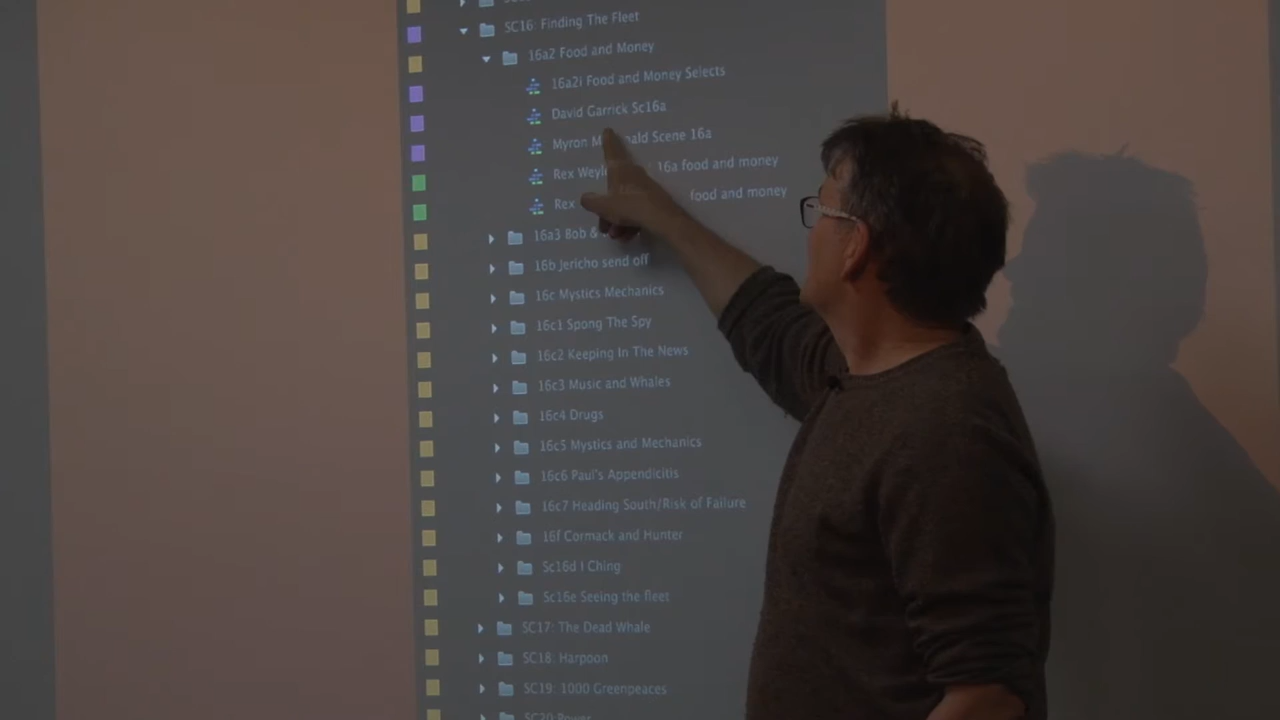 SC16: Finding The Fleet
16a2 Food and Money
16a2i Food and Money Selects
David Garrick Sc16a
Myron Scene 16a
Rex 16a food and money
Rex food and money
16a3 Bob &
16b Jericho send off
16c Mystics Mechanics
16c1 Spong The Spy
16c2 Keeping In The News
16c3 Music and Whales
16c4 Drugs
16c5 Mystics and Mechanics
16c6 Paul's Appendicitis
16c7 Heading South/Risk of Failure
16f Cormack and Hunter
Sc16d I Ching
Sc16e Seeing the fleet
SC17: The Dead Whale
SC18: Harpoon
SC19: 1000 Greenpeaces
SC20 Power